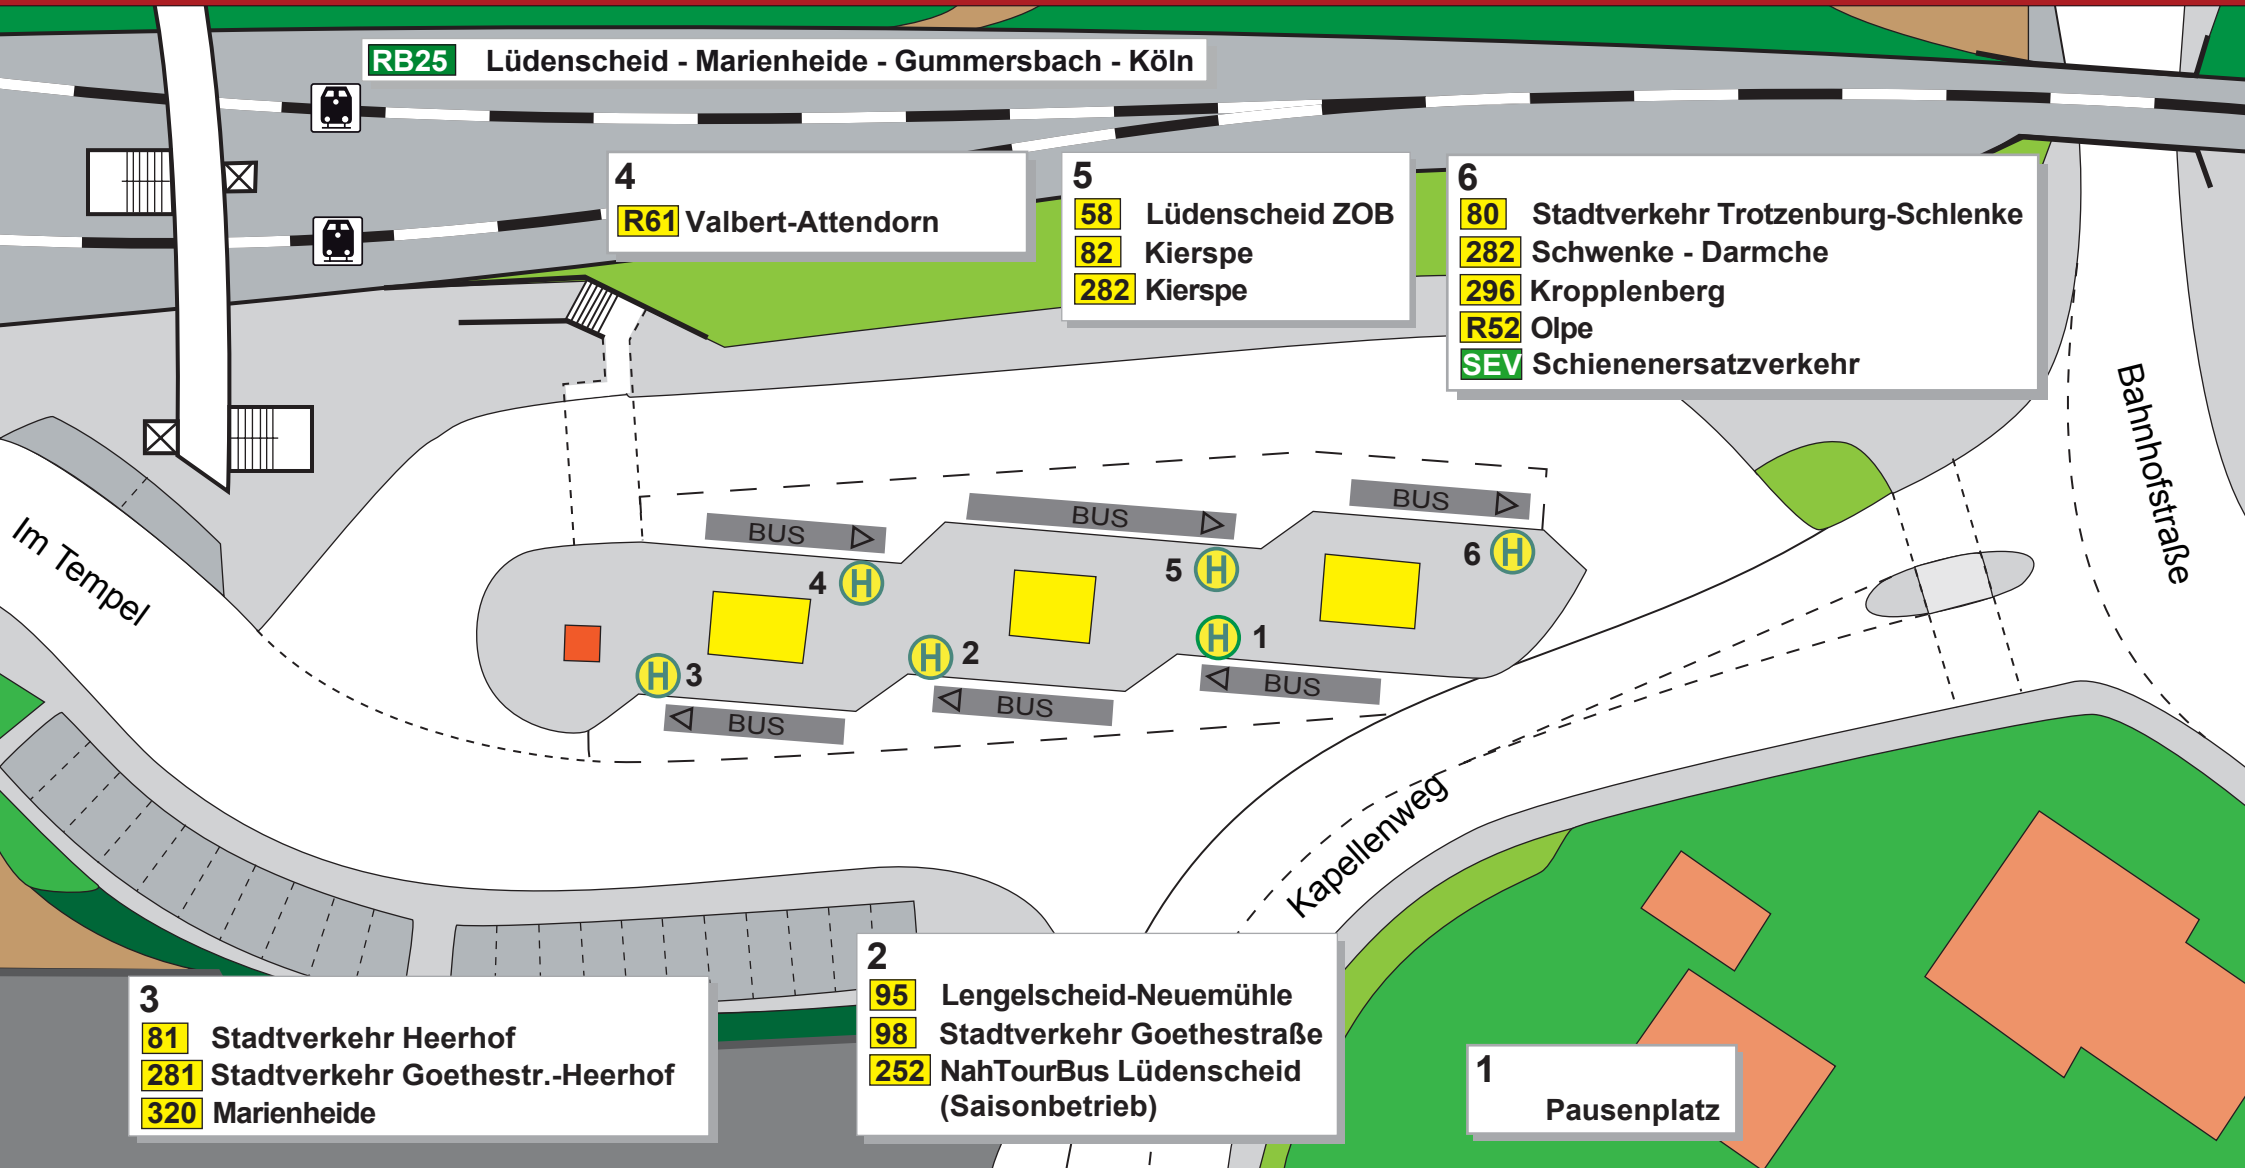 RB25 Lüdenscheid - Marienheide - Gummersbach - Köln
4
R61 Valbert-Attendorn
5
58 Lüdenscheid ZOB
82 Kierspe
282 Kierspe
6
80 Stadtverkehr Trotzenburg-Schlenke
282 Schwenke - Darmche
296 Kropplenberg
R52 Olpe
SEV Schienenersatzverkehr
Bahnhofstraße
Im Tempel
BUS
BUS
BUS
4 H
5 H
6 H
H 3
H 2
H 1
BUS
BUS
BUS
Kapellenweg
3
81 Stadtverkehr Heerhof
281 Stadtverkehr Goethestr.-Heerhof
320 Marienheide
2
95 Lengelscheid-Neuemühle
98 Stadtverkehr Goethestraße
252 NahTourBus Lüdenscheid
(Saisonbetrieb)
1
Pausenplatz